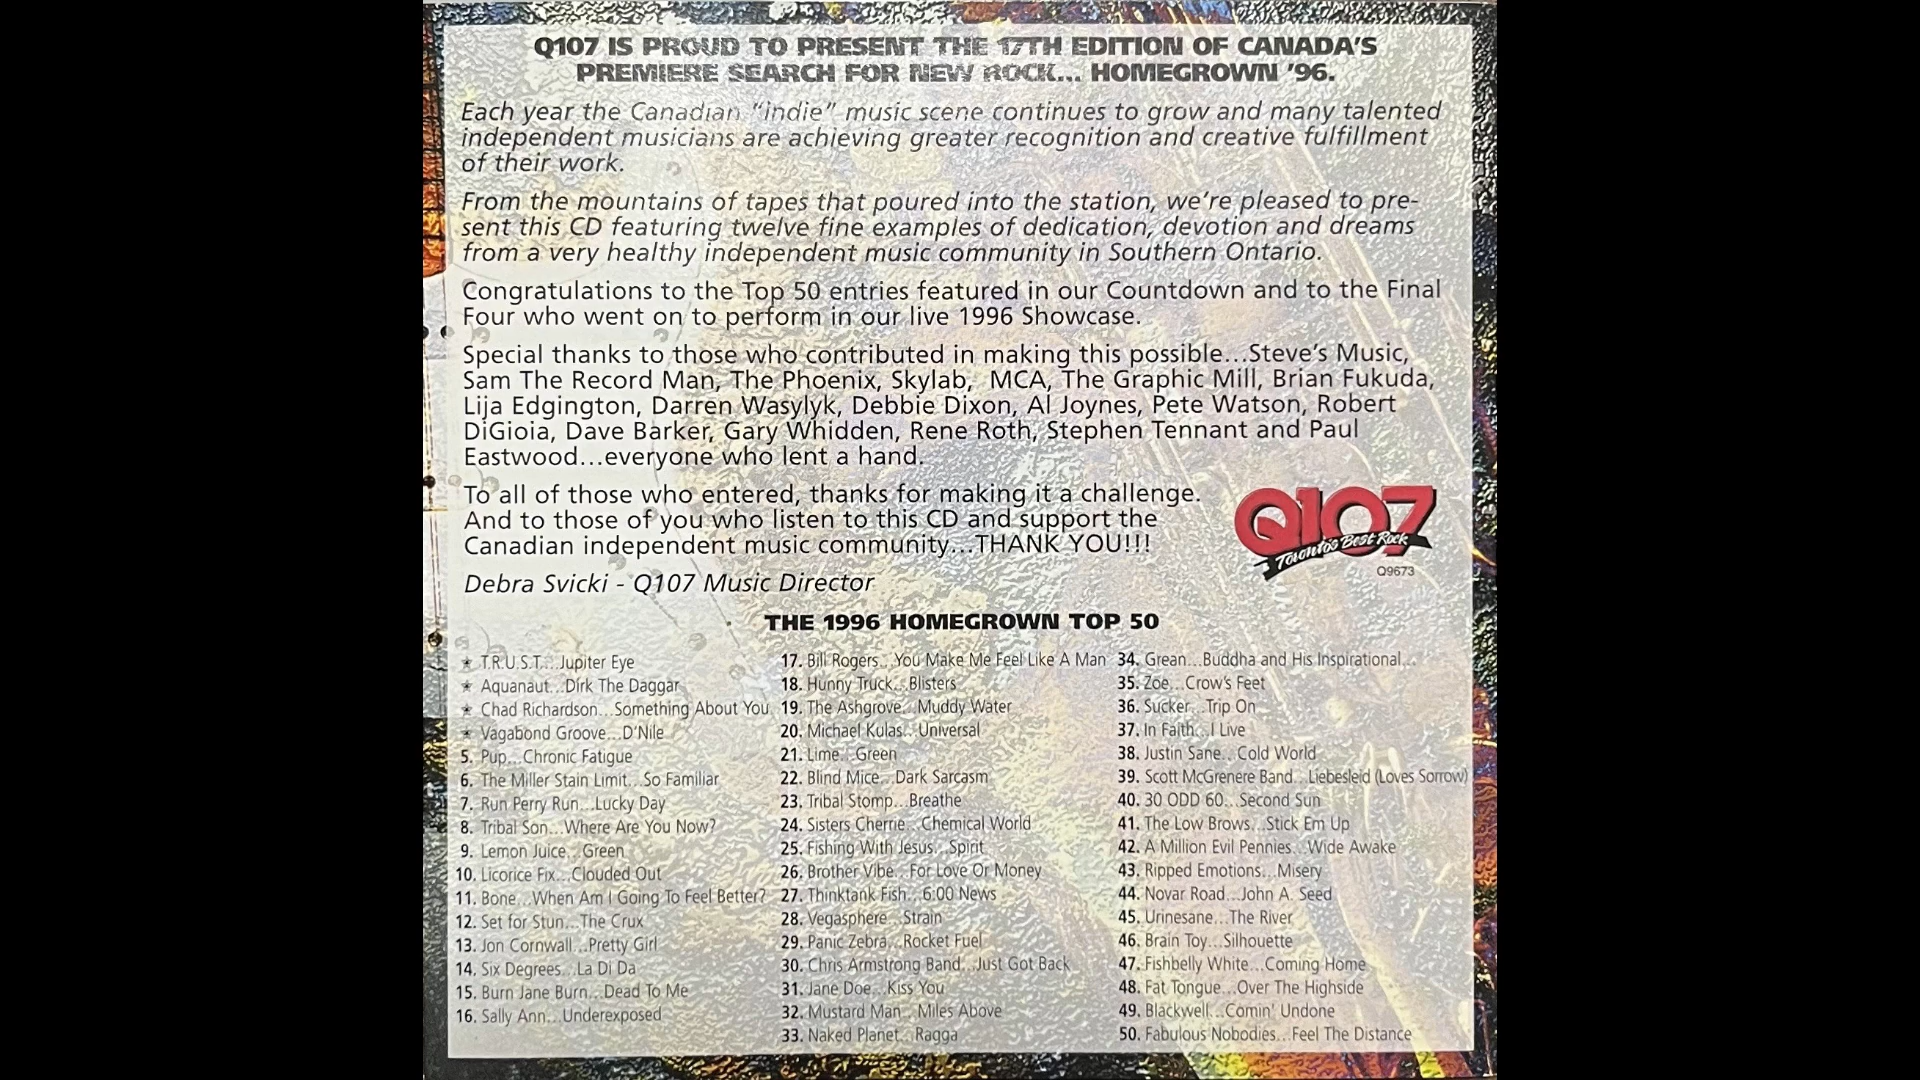 Q107 IS PROUD TO PRESENT THE 17TH EDITION OF CANADA'S
PREMIERE SEARCH FOR NEW ROCK... HOMEGROWN '96.
Each year the Canadian "indie" music scene continues to grow and many talented
independent musicians are achieving greater recognition and creative fulfillment
of their work.
From the mountains of tapes that poured into the station, we're pleased to pre-
sent this CD featuring twelve fine examples of dedication, devotion and dreams
from a very healthy independent music community in Southern Ontario.
Congratulations to the Top 50 entries featured in our Countdown and to the Final
Four who went on to perform in our live 1996 Showcase.
Special thanks to those who contributed in making this possible...Steve's Music,
Sam The Record Man, The Phoenix, Skylab, MCA, The Graphic Mill, Brian Fukuda,
Lija Edgington, Darren Wasylyk, Debbie Dixon, Al Joynes, Pete Watson, Robert
DiGioia, Dave Barker, Gary Whidden, Rene Roth, Stephen Tennant and Paul
Eastwood...everyone who lent a hand.
To all of those who entered, thanks for making it a challenge.
And to those of you who listen to this CD and support the
Canadian independent music community...THANK YOU!!!
Q107
Toronto's Best Rock
Q9673
Debra Svicki - Q107 Music Director
THE 1996 HOMEGROWN TOP 50
★ T.R.U.S.T...Jupiter Eye
★ Aquanaut...Dirk The Daggar
★ Chad Richardson...Something About You
★ Vagabond Groove...D'Nile
5. Pup...Chronic Fatigue
6. The Miller Stain Limit...So Familiar
7. Run Perry Run...Lucky Day
8. Tribal Son...Where Are You Now?
9. Lemon Juice...Green
10. Licorice Fix...Clouded Out
11. Bone...When Am I Going To Feel Better?
12. Set for Stun...The Crux
13. Jon Cornwall...Pretty Girl
14. Six Degrees...La Di Da
15. Burn Jane Burn...Dead To Me
16. Sally Ann...Underexposed
17. Bill Rogers...You Make Me Feel Like A Man
18. Hunny Truck...Blisters
19. The Ashgrove...Muddy Water
20. Michael Kulas...Universal
21. Lime...Green
22. Blind Mice...Dark Sarcasm
23. Tribal Stomp...Breathe
24. Sisters Cherrie...Chemical World
25. Fishing With Jesus...Spirit
26. Brother Vibe...For Love Or Money
27. Thinktank Fish...6:00 News
28. Vegasphere...Strain
29. Panic Zebra...Rocket Fuel
30. Chris Armstrong Band...Just Got Back
31. Jane Doe...Kiss You
32. Mustard Man...Miles Above
33. Naked Planet...Ragga
34. Grean...Buddha and His Inspirational...
35. Zoe...Crow's Feet
36. Sucker...Trip On
37. In Faith...I Live
38. Justin Sane...Cold World
39. Scott McGrenere Band...Liebesleid (Loves Sorrow)
40. 30 ODD 60...Second Sun
41. The Low Brows...Stick Em Up
42. A Million Evil Pennies...Wide Awake
43. Ripped Emotions...Misery
44. Novar Road...John A. Seed
45. Urinesane...The River
46. Brain Toy...Silhouette
47. Fishbelly White...Coming Home
48. Fat Tongue...Over The Highside
49. Blackwell...Comin' Undone
50. Fabulous Nobodies...Feel The Distance